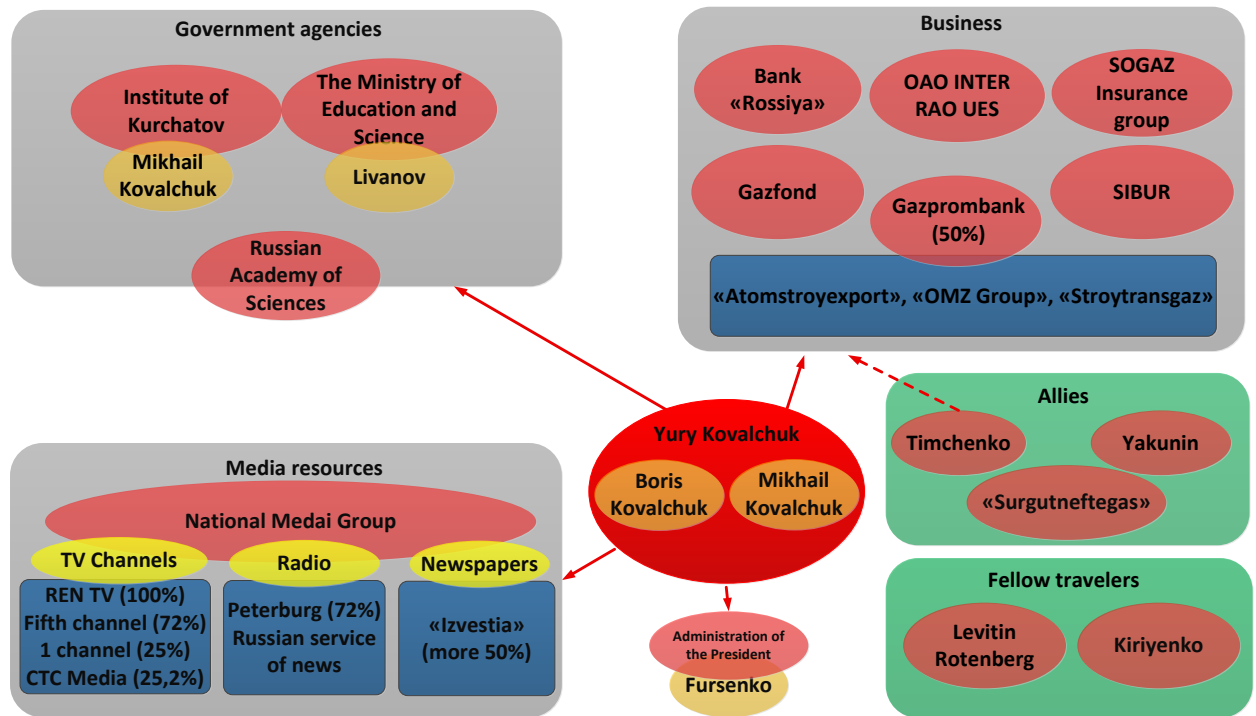 Government agencies
Institute of
Kurchatov
The Ministry of
Education and
Science
Mikhail
Kovalchuk
Livanov
Russian
Academy of
Sciences
Business
Bank
«Rossiya»
OAO INTER
RAO UES
SOGAZ
Insurance
group
Gazfond
Gazprombank
(50%)
SIBUR
«Atomstroyexport», «OMZ Group», «Stroytransgaz»
Yury Kovalchuk
Boris
Kovalchuk
Mikhail
Kovalchuk
Allies
Timchenko
Yakunin
«Surgutneftegas»
Media resources
National Medai Group
TV Channels
REN TV (100%)
Fifth channel (72%)
1 channel (25%)
CTC Media (25,2%)
Radio
Peterburg (72%)
Russian service
of news
Newspapers
«Izvestia»
(more 50%)
Administration of
the President
Fursenko
Fellow travelers
Levitin
Rotenberg
Kiriyenko